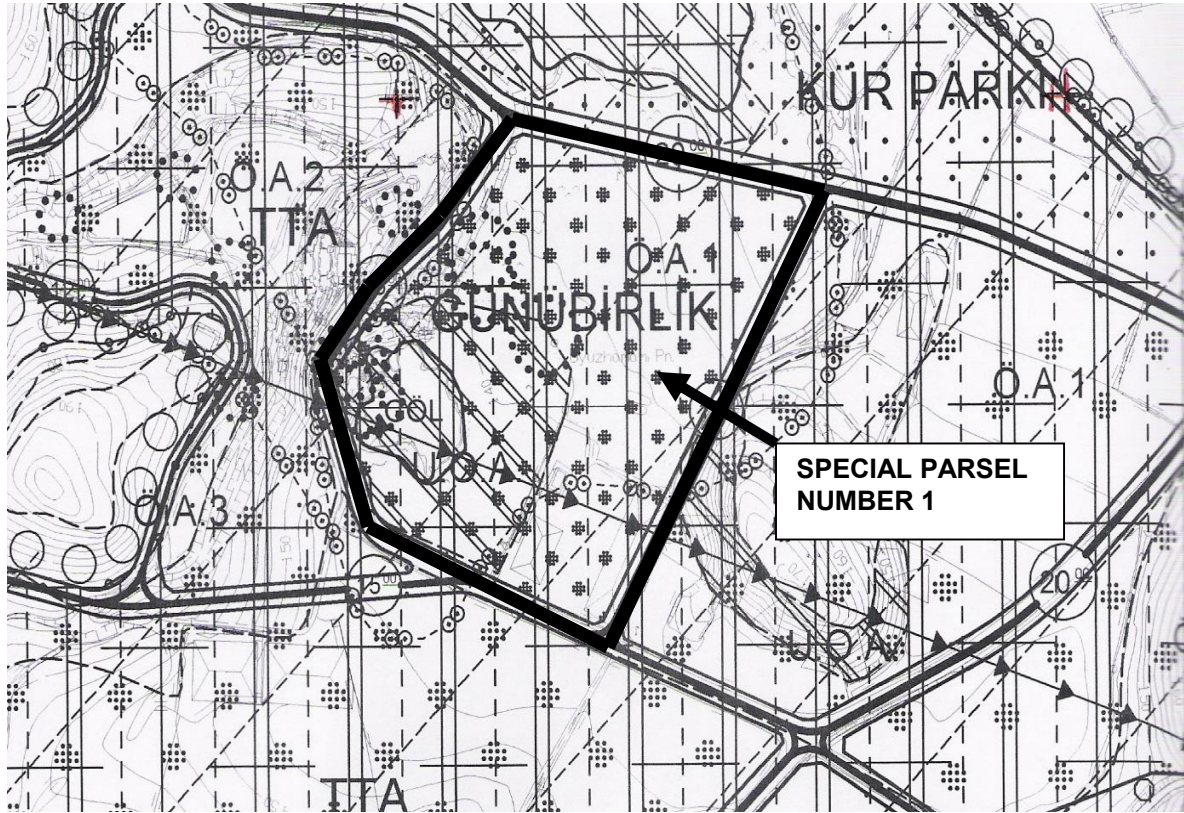 KÜR PARKI
Ö.A.2
TTA
20.00
Ö.A.1
GÜNÜBİRLİK
GÖL
U.O.A
Ö.A.1
SPECIAL PARSEL
NUMBER 1
Ö.A.3
150
20.00
U.O.A.
TTA